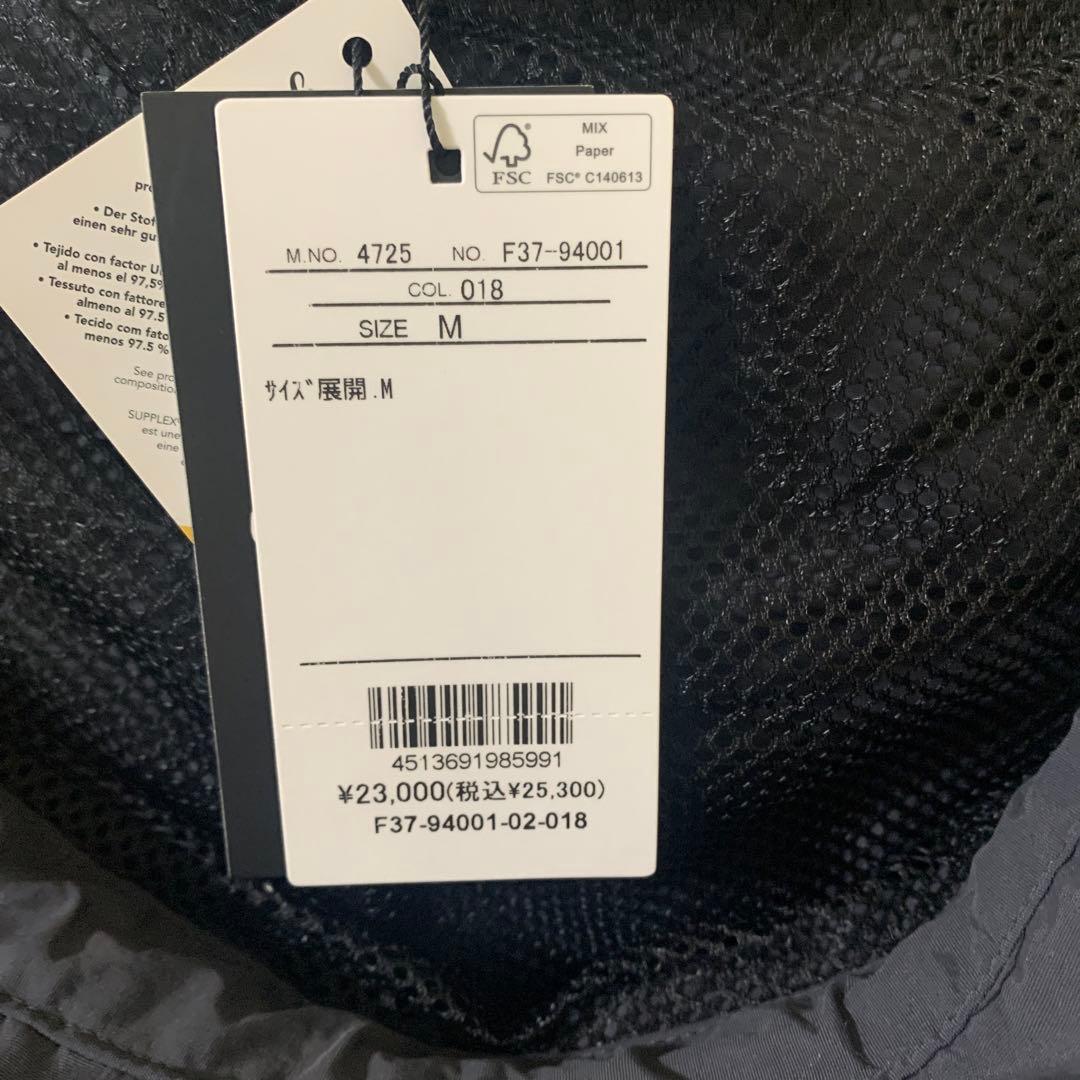 MIX
Paper
FSC® C140613
FSC
M.NO. 4725 NO. F37-94001
COL. 018
SIZE M
ｻｲｽﾞ展開.M
4513691985991
¥23,000(税込¥25,300)
F37-94001-02-018
• Der Stof
einen sehr gu
• Tejido con factor U
al menos el 97,5%
• Tessuto con fattore
almeno al 97.5
• Tecido com fato
menos 97.5 %
See pro
compositio
SUPPLEX
est une
eine